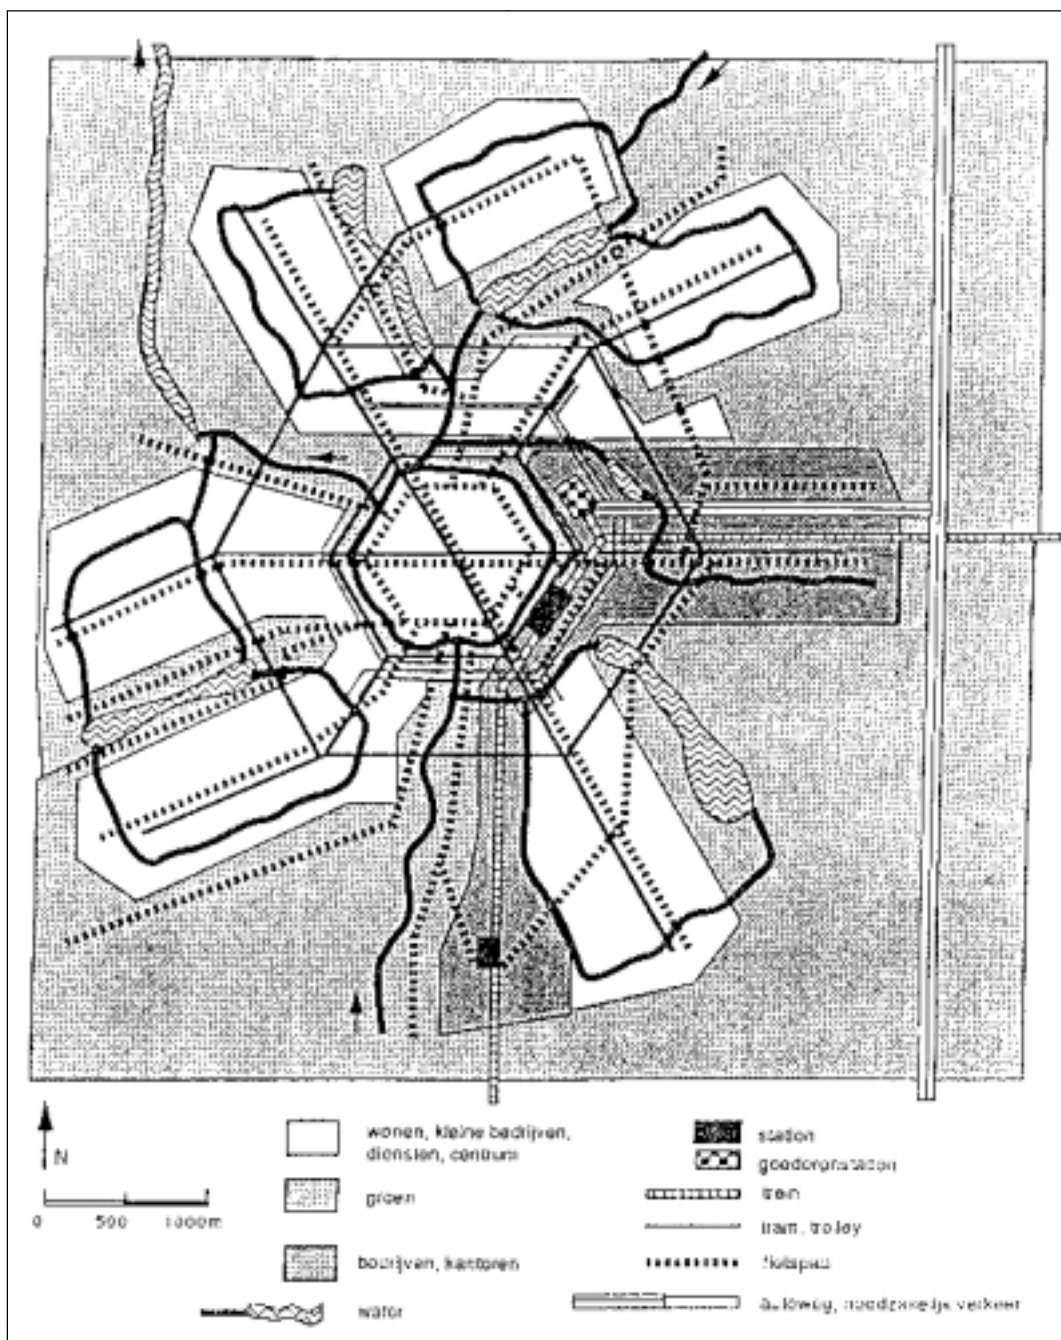 N
0 500 1000m
wonen, kleine bedrijven,
diensten, centrum
groen
bedrijven, kantoren
water
station
goederenstation
trein
tram, trolley
fietspad
autoweg, noodzakelijk verkeer